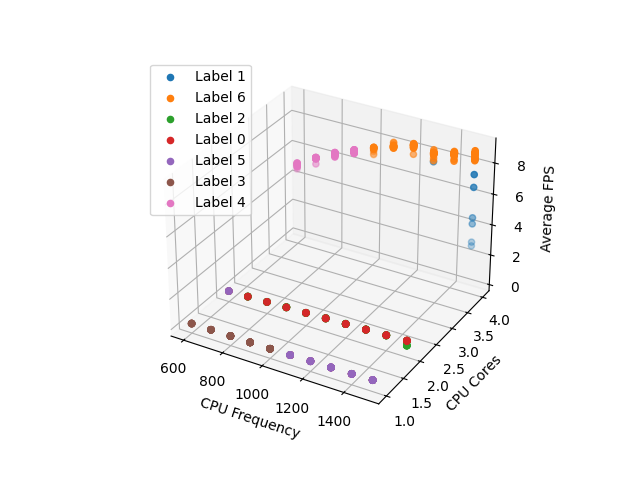 Label 1
Label 6
Label 2
Label 0
Label 5
Label 3
Label 4
8
6
4
2
0
Average FPS
4.0
3.5
3.0
2.5
2.0
1.5
1.0
CPU Cores
600
800
1000
1200
1400
CPU Frequency